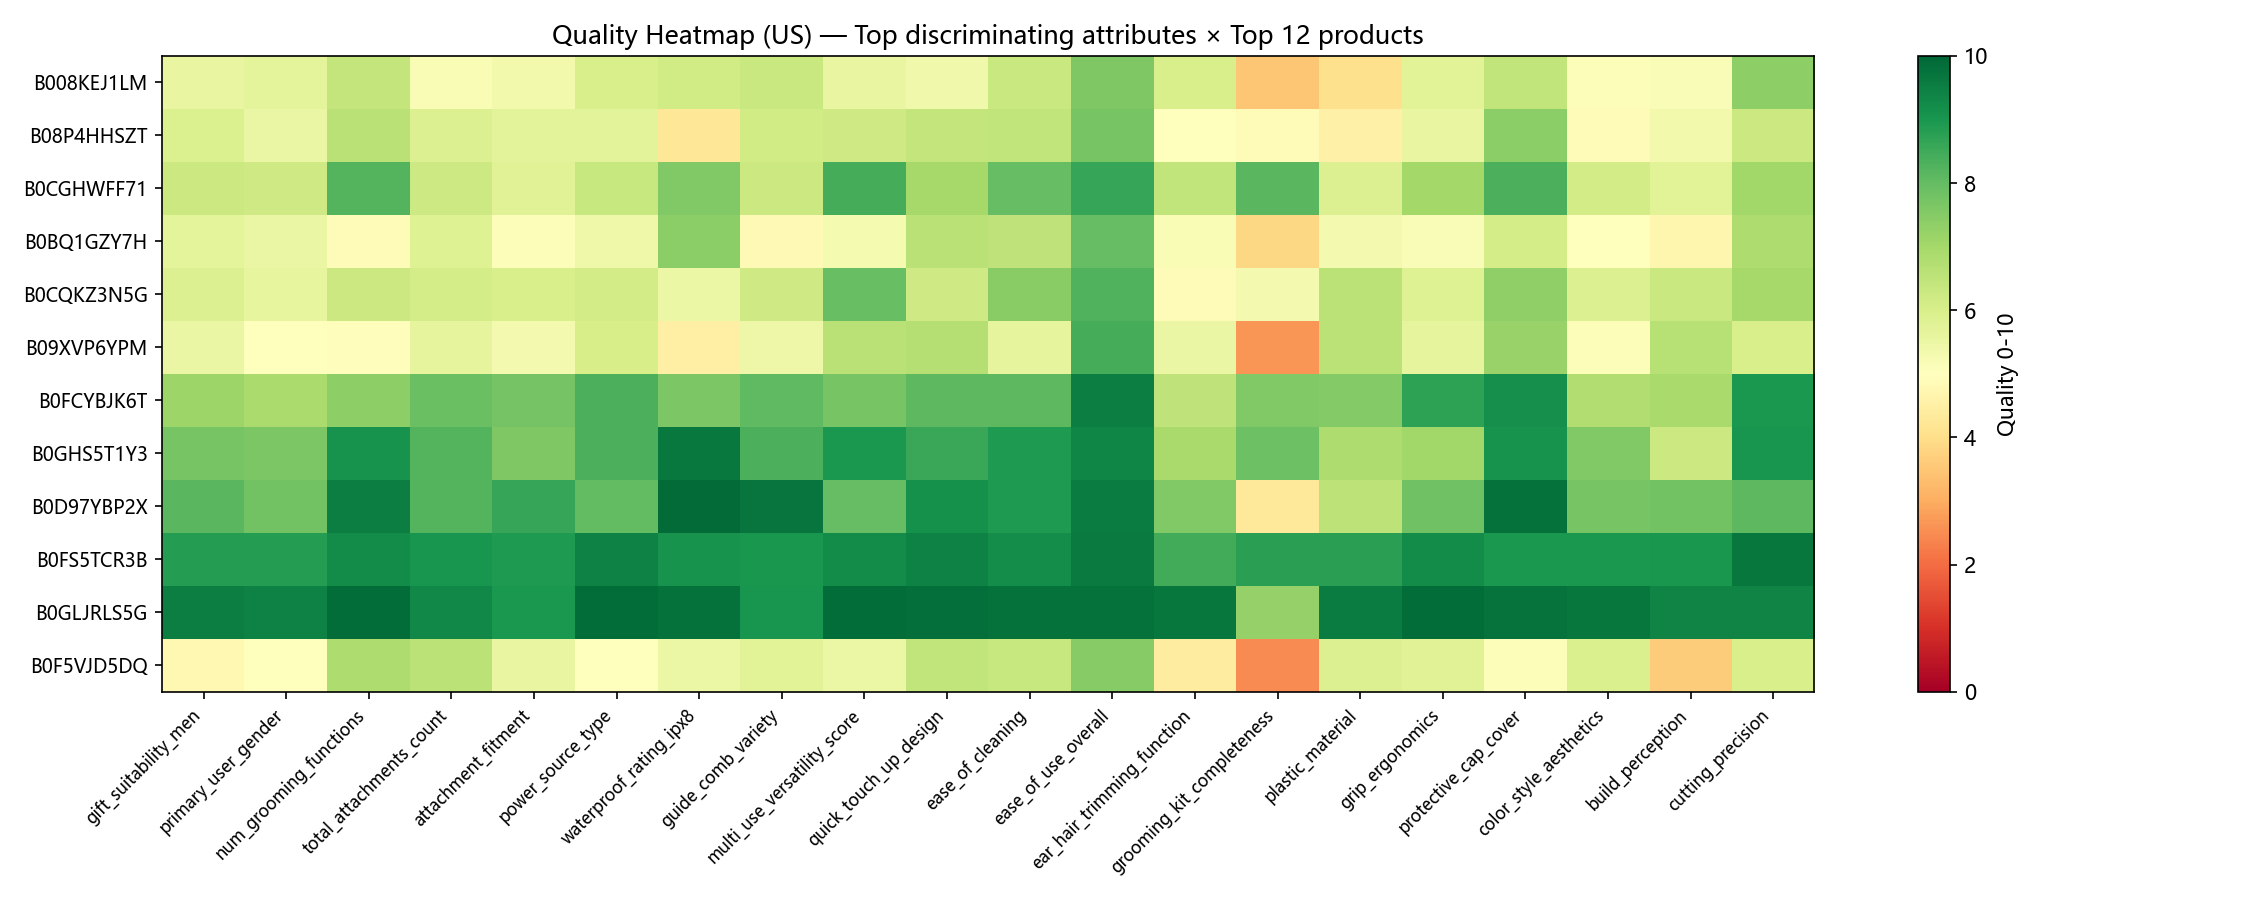 Quality Heatmap (US) — Top discriminating attributes × Top 12 products
B008KEJ1LM
B08P4HHSZT
B0CGHWFF71
B0BQ1GZY7H
B0CQKZ3N5G
B09XVP6YPM
B0FCYBJK6T
B0GHS5T1Y3
B0D97YBP2X
B0FS5TCR3B
B0GLJRLS5G
B0F5VJD5DQ
gift_suitability_men
primary_user_gender
num_grooming_functions
total_attachments_count
attachment_fitment
power_source_type
waterproof_rating_ipx8
guide_comb_variety
multi_use_versatility_score
quick_touch_up_design
ease_of_cleaning
ease_of_use_overall
ear_hair_trimming_function
grooming_kit_completeness
plastic_material
grip_ergonomics
protective_cap_cover
color_style_aesthetics
build_perception
cutting_precision
10
8
6
4
2
0
Quality 0-10